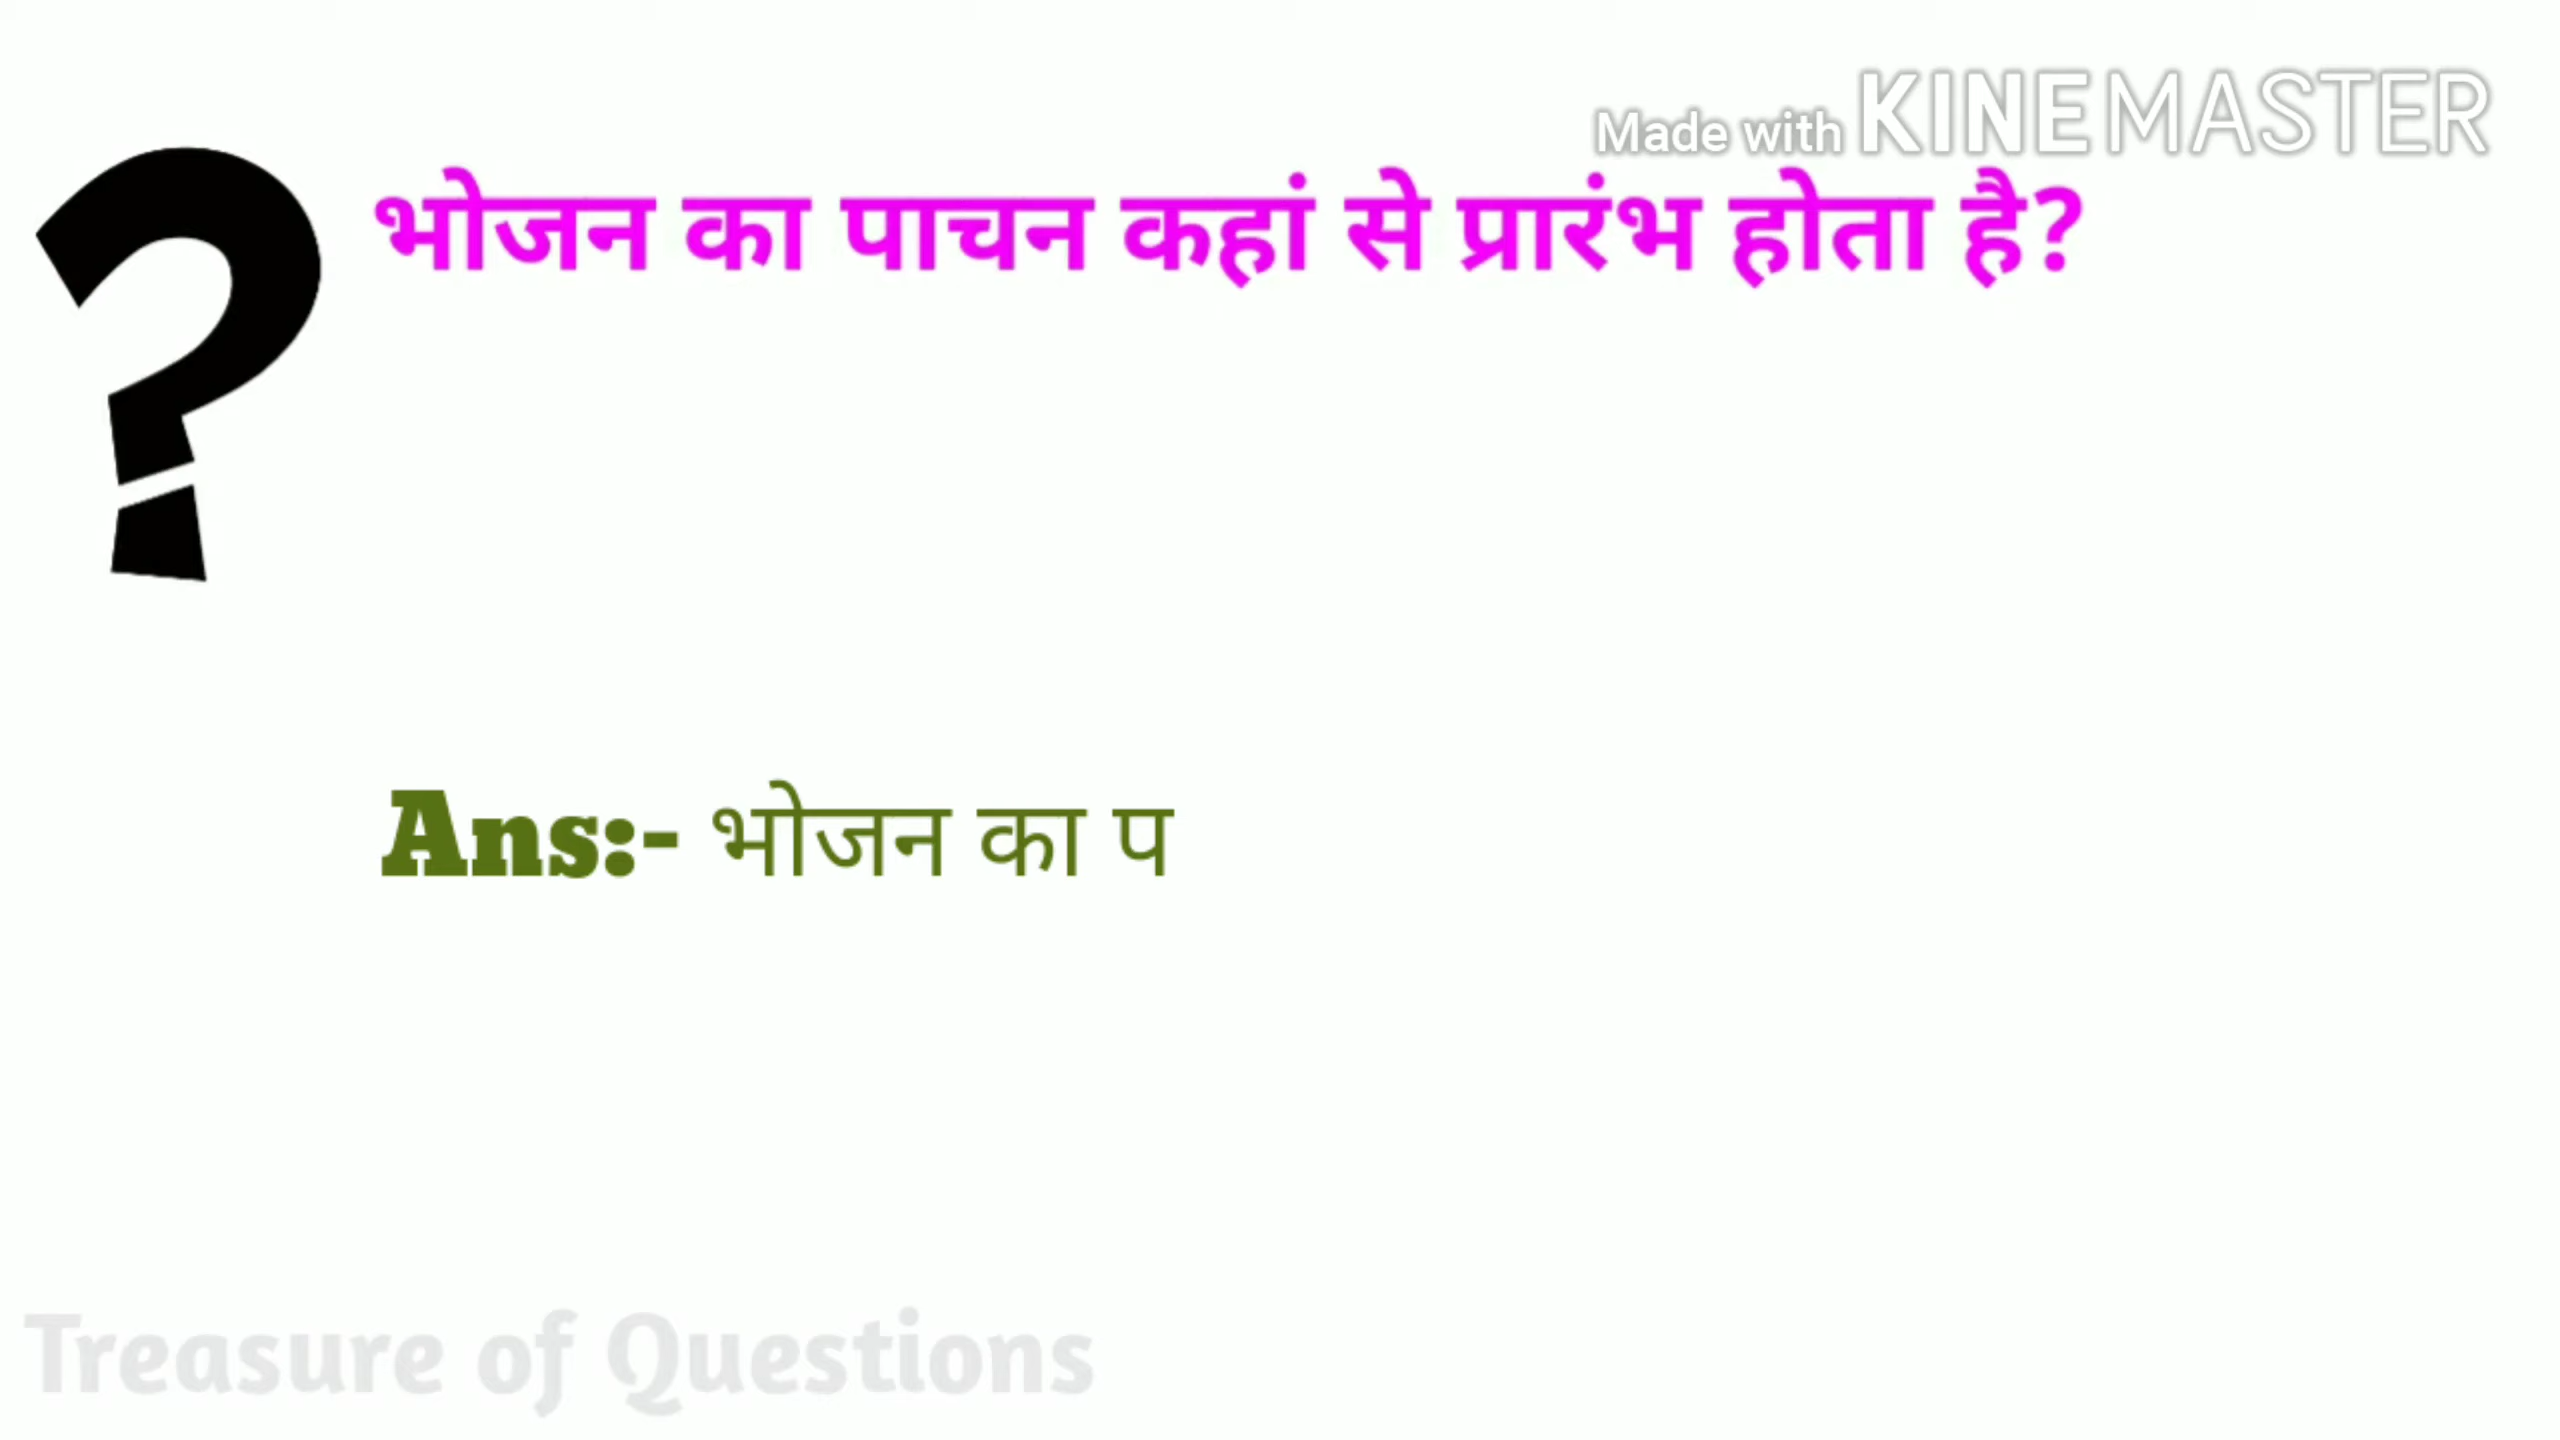 Made with KINEMASTER
भोजन का पाचन कहां से प्रारंभ होता है?
?
Ans:- भोजन का प
Treasure of Questions